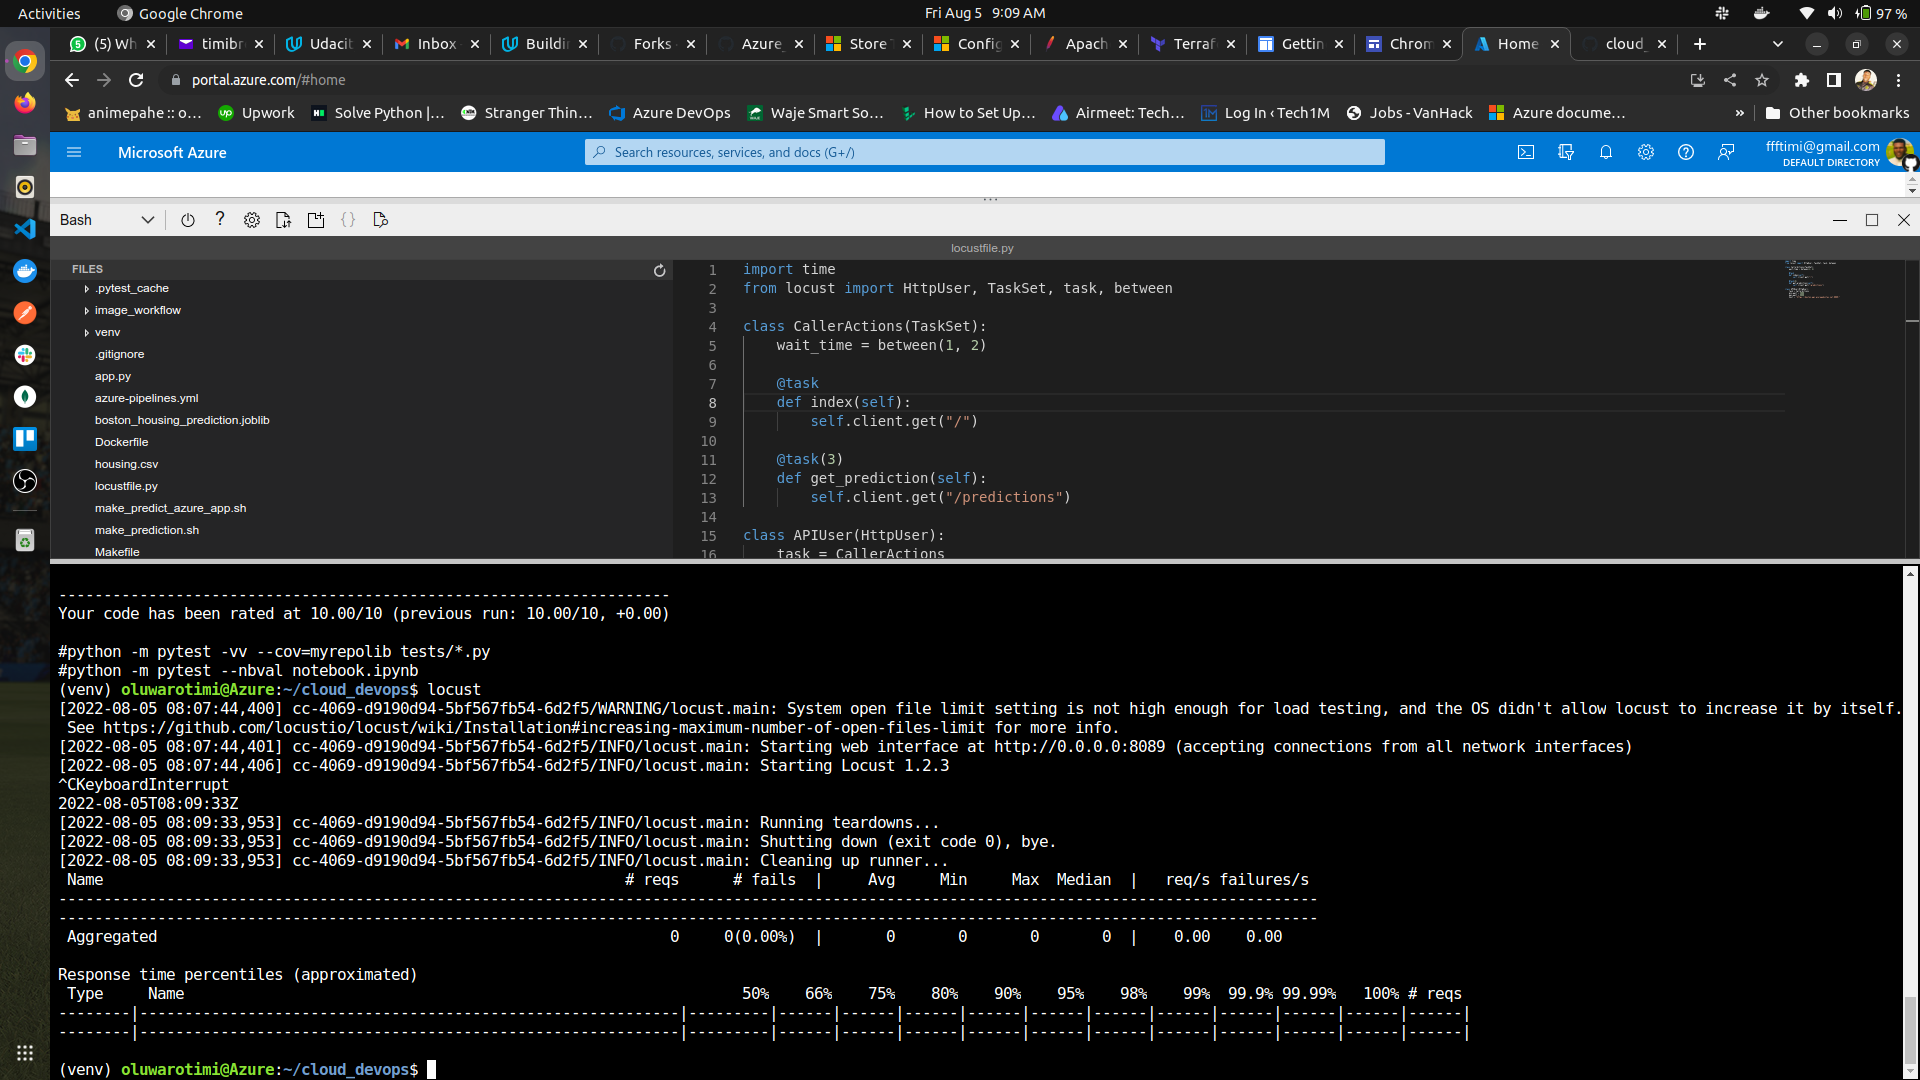 Activities
Google Chrome
Fri Aug 5 9:09 AM
97 %
(5) Wh
timibr
Udacit
Inbox
Buildi
Forks
Azure_
Store
Config
Apach
Terraf
Gettin
Chrom
Home
cloud_
portal.azure.com/#home
animepahe :: o...
Upwork
Solve Python |...
Stranger Thin...
Azure DevOps
Waje Smart So...
How to Set Up...
Airmeet: Tech...
Log In ‹ Tech1M
Jobs - VanHack
Azure docume...
»
Other bookmarks
Microsoft Azure
Search resources, services, and docs (G+/)
ffftimi@gmail.com
DEFAULT DIRECTORY
Bash
locustfile.py
FILES
.pytest_cache
image_workflow
venv
.gitignore
app.py
azure-pipelines.yml
boston_housing_prediction.joblib
Dockerfile
housing.csv
locustfile.py
make_predict_azure_app.sh
make_prediction.sh
Makefile
1 import time
2 from locust import HttpUser, TaskSet, task, between
3
4 class CallerActions(TaskSet):
5 wait_time = between(1, 2)
6
7 @task
8 def index(self):
9 self.client.get("/")
10
11 @task(3)
12 def get_prediction(self):
13 self.client.get("/predictions")
14
15 class APIUser(HttpUser):
16 task = CallerActions
--------------------------------------------------------------------
Your code has been rated at 10.00/10 (previous run: 10.00/10, +0.00)
#python -m pytest -vv --cov=myrepolib tests/*.py
#python -m pytest --nbval notebook.ipynb
(venv) oluwarotimi@Azure:~/cloud_devops$ locust
[2022-08-05 08:07:44,400] cc-4069-d9190d94-5bf567fb54-6d2f5/WARNING/locust.main: System open file limit setting is not high enough for load testing, and the OS didn't allow locust to increase it by itself.
See https://github.com/locustio/locust/wiki/Installation#increasing-maximum-number-of-open-files-limit for more info.
[2022-08-05 08:07:44,401] cc-4069-d9190d94-5bf567fb54-6d2f5/INFO/locust.main: Starting web interface at http://0.0.0.0:8089 (accepting connections from all network interfaces)
[2022-08-05 08:07:44,406] cc-4069-d9190d94-5bf567fb54-6d2f5/INFO/locust.main: Starting Locust 1.2.3
^CKeyboardInterrupt
2022-08-05T08:09:33Z
[2022-08-05 08:09:33,953] cc-4069-d9190d94-5bf567fb54-6d2f5/INFO/locust.main: Running teardowns...
[2022-08-05 08:09:33,953] cc-4069-d9190d94-5bf567fb54-6d2f5/INFO/locust.main: Shutting down (exit code 0), bye.
[2022-08-05 08:09:33,953] cc-4069-d9190d94-5bf567fb54-6d2f5/INFO/locust.main: Cleaning up runner...
Name # reqs # fails | Avg Min Max Median | req/s failures/s
--------------------------------------------------------------------------------------------------------------------------------------------
--------------------------------------------------------------------------------------------------------------------------------------------
Aggregated 0 0(0.00%) | 0 0 0 0 | 0.00 0.00
Response time percentiles (approximated)
Type Name 50% 66% 75% 80% 90% 95% 98% 99% 99.9% 99.99% 100% # reqs
--------|------------------------------------------------------------|---------|------|------|------|------|------|------|------|------|------|------|------|
--------|------------------------------------------------------------|---------|------|------|------|------|------|------|------|------|------|------|------|
(venv) oluwarotimi@Azure:~/cloud_devops$